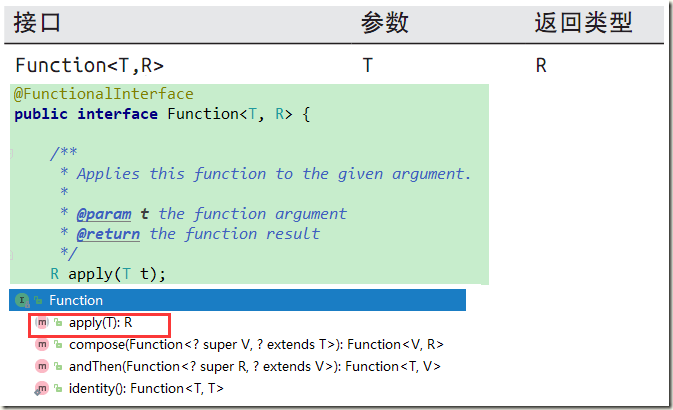 接口 参数 返回类型
Function<T,R> T R
@FunctionalInterface
public interface Function<T, R> {
/**
* Applies this function to the given argument.
*
* @param t the function argument
* @return the function result
*/
R apply(T t);
I Function
m apply(T): R
m compose(Function<? super V, ? extends T>): Function<V, R>
m andThen(Function<? super R, ? extends V>): Function<T, V>
m identity(): Function<T, T>